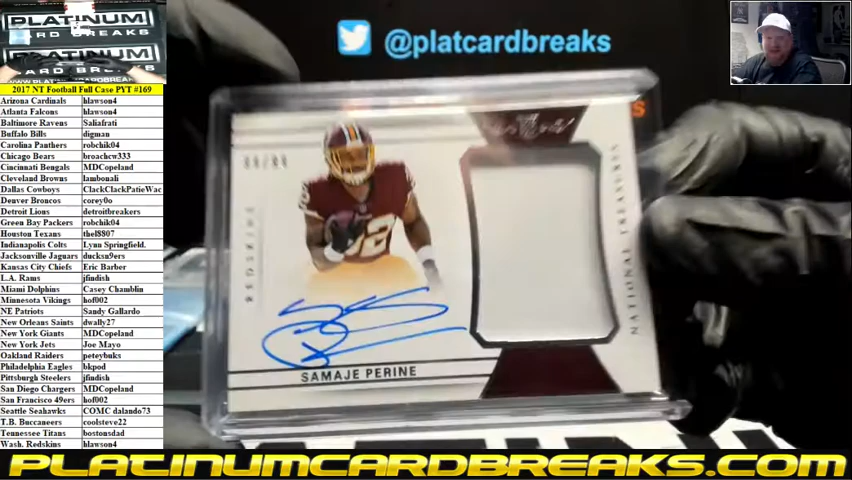 PLATINUM
CARD BREAKS
PLATINUM
@platcardbreaks
2017 NT Football Full Case PYT #169
Arizona Cardinals hlawson4
Atlanta Falcons hlawson4
Baltimore Ravens Saliafrati
Buffalo Bills digman
Carolina Panthers robchik04
Chicago Bears broachcw333
Cincinnati Bengals MDCopeland
Cleveland Browns lambonali
Dallas Cowboys ClackClackPatieWac
Denver Broncos corey0o
Detroit Lions detroitbreakers
Green Bay Packers robchik04
Houston Texans thel8807
Indianapolis Colts Lynn Springfield.
Jacksonville Jaguars ducksn9ers
Kansas City Chiefs Eric Barber
L.A. Rams jfindish
Miami Dolphins Casey Chamblin
Minnesota Vikings hof002
NE Patriots Sandy Gallardo
New Orleans Saints dwally27
New York Giants MDCopeland
New York Jets Joe Mayo
Oakland Raiders peteybuks
Philadelphia Eagles bkpod
Pittsburgh Steelers jfindish
San Diego Chargers MDCopeland
San Francisco 49ers hof002
Seattle Seahawks COMC dalando73
T.B. Buccaneers coolsteve22
Tennessee Titans bostonsdad
Wash. Redskins hlawson4
REDSKINS
NATIONAL TREASURES
SAMAJE PERINE
PLATINUMCARDBREAKS.COM